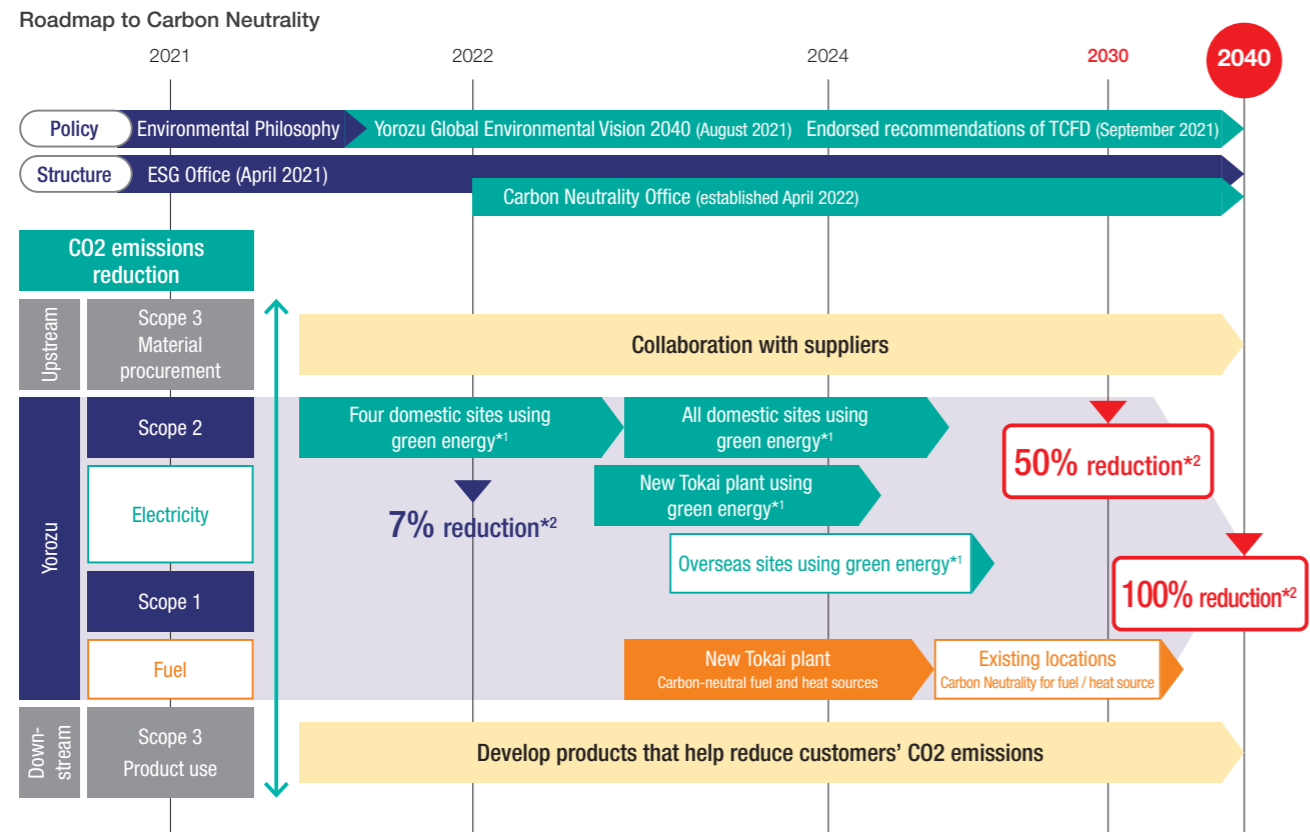 Roadmap to Carbon Neutrality
2021
2022
2024
2030
2040
Policy
Environmental Philosophy
Yorozu Global Environmental Vision 2040 (August 2021)
Endorsed recommendations of TCFD (September 2021)
Structure
ESG Office (April 2021)
Carbon Neutrality Office (established April 2022)
CO2 emissions
reduction
Upstream
Scope 3
Material
procurement
Collaboration with suppliers
Yorozu
Scope 2
Electricity
Four domestic sites using
green energy*1
All domestic sites using
green energy*1
50% reduction*2
New Tokai plant using
green energy*1
7% reduction*2
Overseas sites using green energy*1
100% reduction*2
Scope 1
Fuel
New Tokai plant
Carbon-neutral fuel and heat sources
Existing locations
Carbon Neutrality for fuel / heat source
Down-
stream
Scope 3
Product use
Develop products that help reduce customers’ CO2 emissions